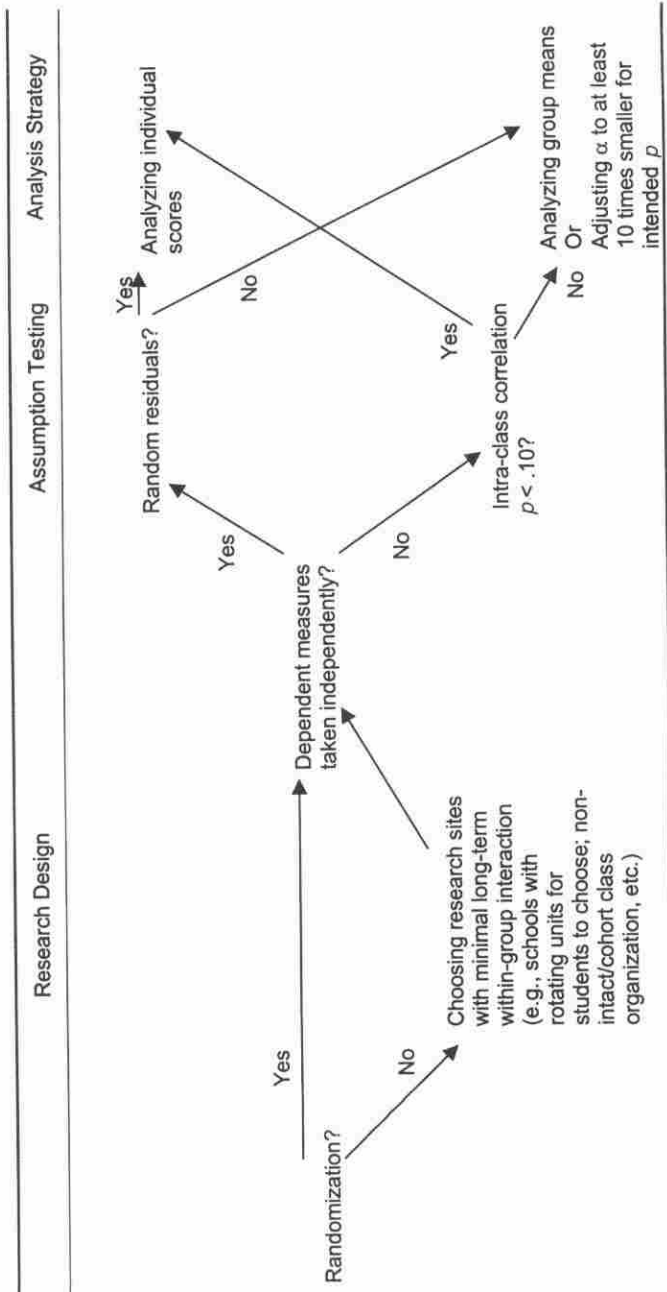 Research Design
Assumption Testing
Analysis Strategy
Randomization?
Yes
No
Choosing research sites
with minimal long-term
within-group interaction
(e.g., schools with
rotating units for
students to choose; non-
intact/cohort class
organization, etc.)
Dependent measures
taken independently?
Yes
No
Random residuals?
Yes
No
Intra-class correlation
p < .10?
Yes
No
Analyzing individual
scores
Analyzing group means
Or
Adjusting α to at least
10 times smaller for
intended p